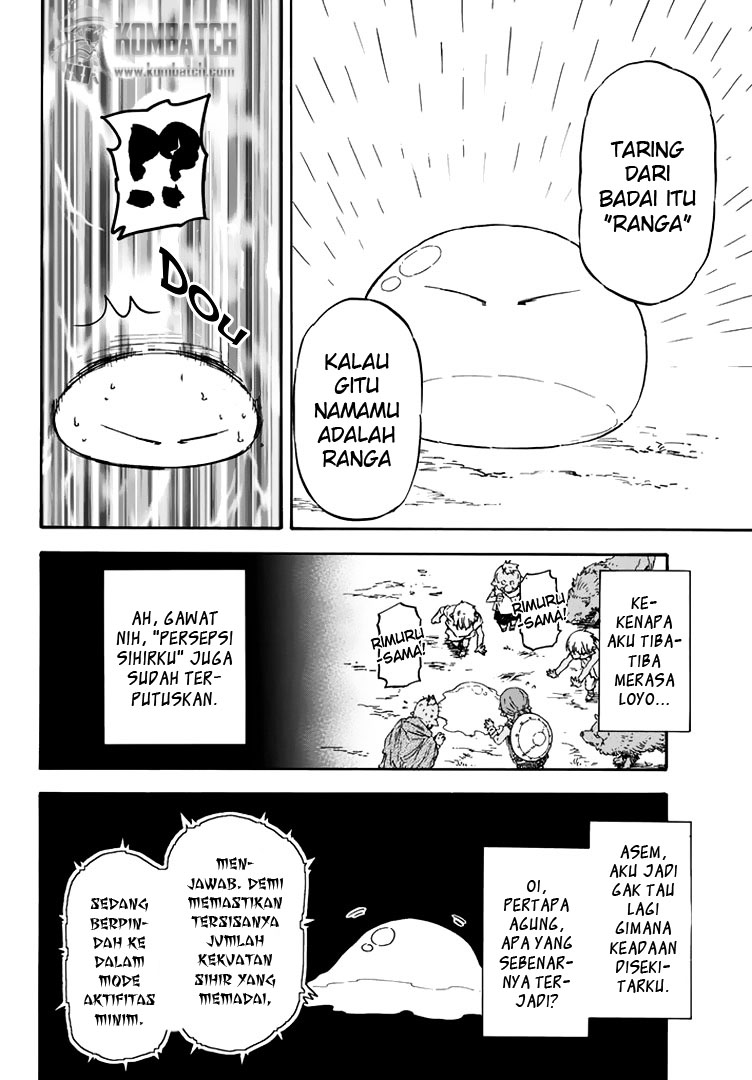 KOMBATCH
www.kombatch.com
TARING
DARI
BADAI ITU
"RANGA"
KALAU
GITU
NAMAMU
ADALAH
RANGA
!?
DOU
KE-
KENAPA
AKU TIBA-
TIBA
MERASA
LOYO...
RIMURU
-SAMA!
RIMURU
-SAMA!
AH, GAWAT
NIH, "PERSEPSI
SIHIRKU" JUGA
SUDAH TER-
PUTUSKAN.
ASEM,
AKU JADI
GAK TAU
LAGI
GIMANA
KEADAAN
DISEKI-
TARKU.
OI,
PERTAPA
AGUNG,
APA YANG
SEBENAR-
NYA TER-
JADI?
MEN-
JAWAB. DEMI
MEMASTIKAN
TERSISANYA
JUMLAH
KEKUATAN
SIHIR YANG
MEMADAI,
SEDANG
BERPIN-
DAH KE
DALAM
MODE
AKTIFITAS
MINIM.